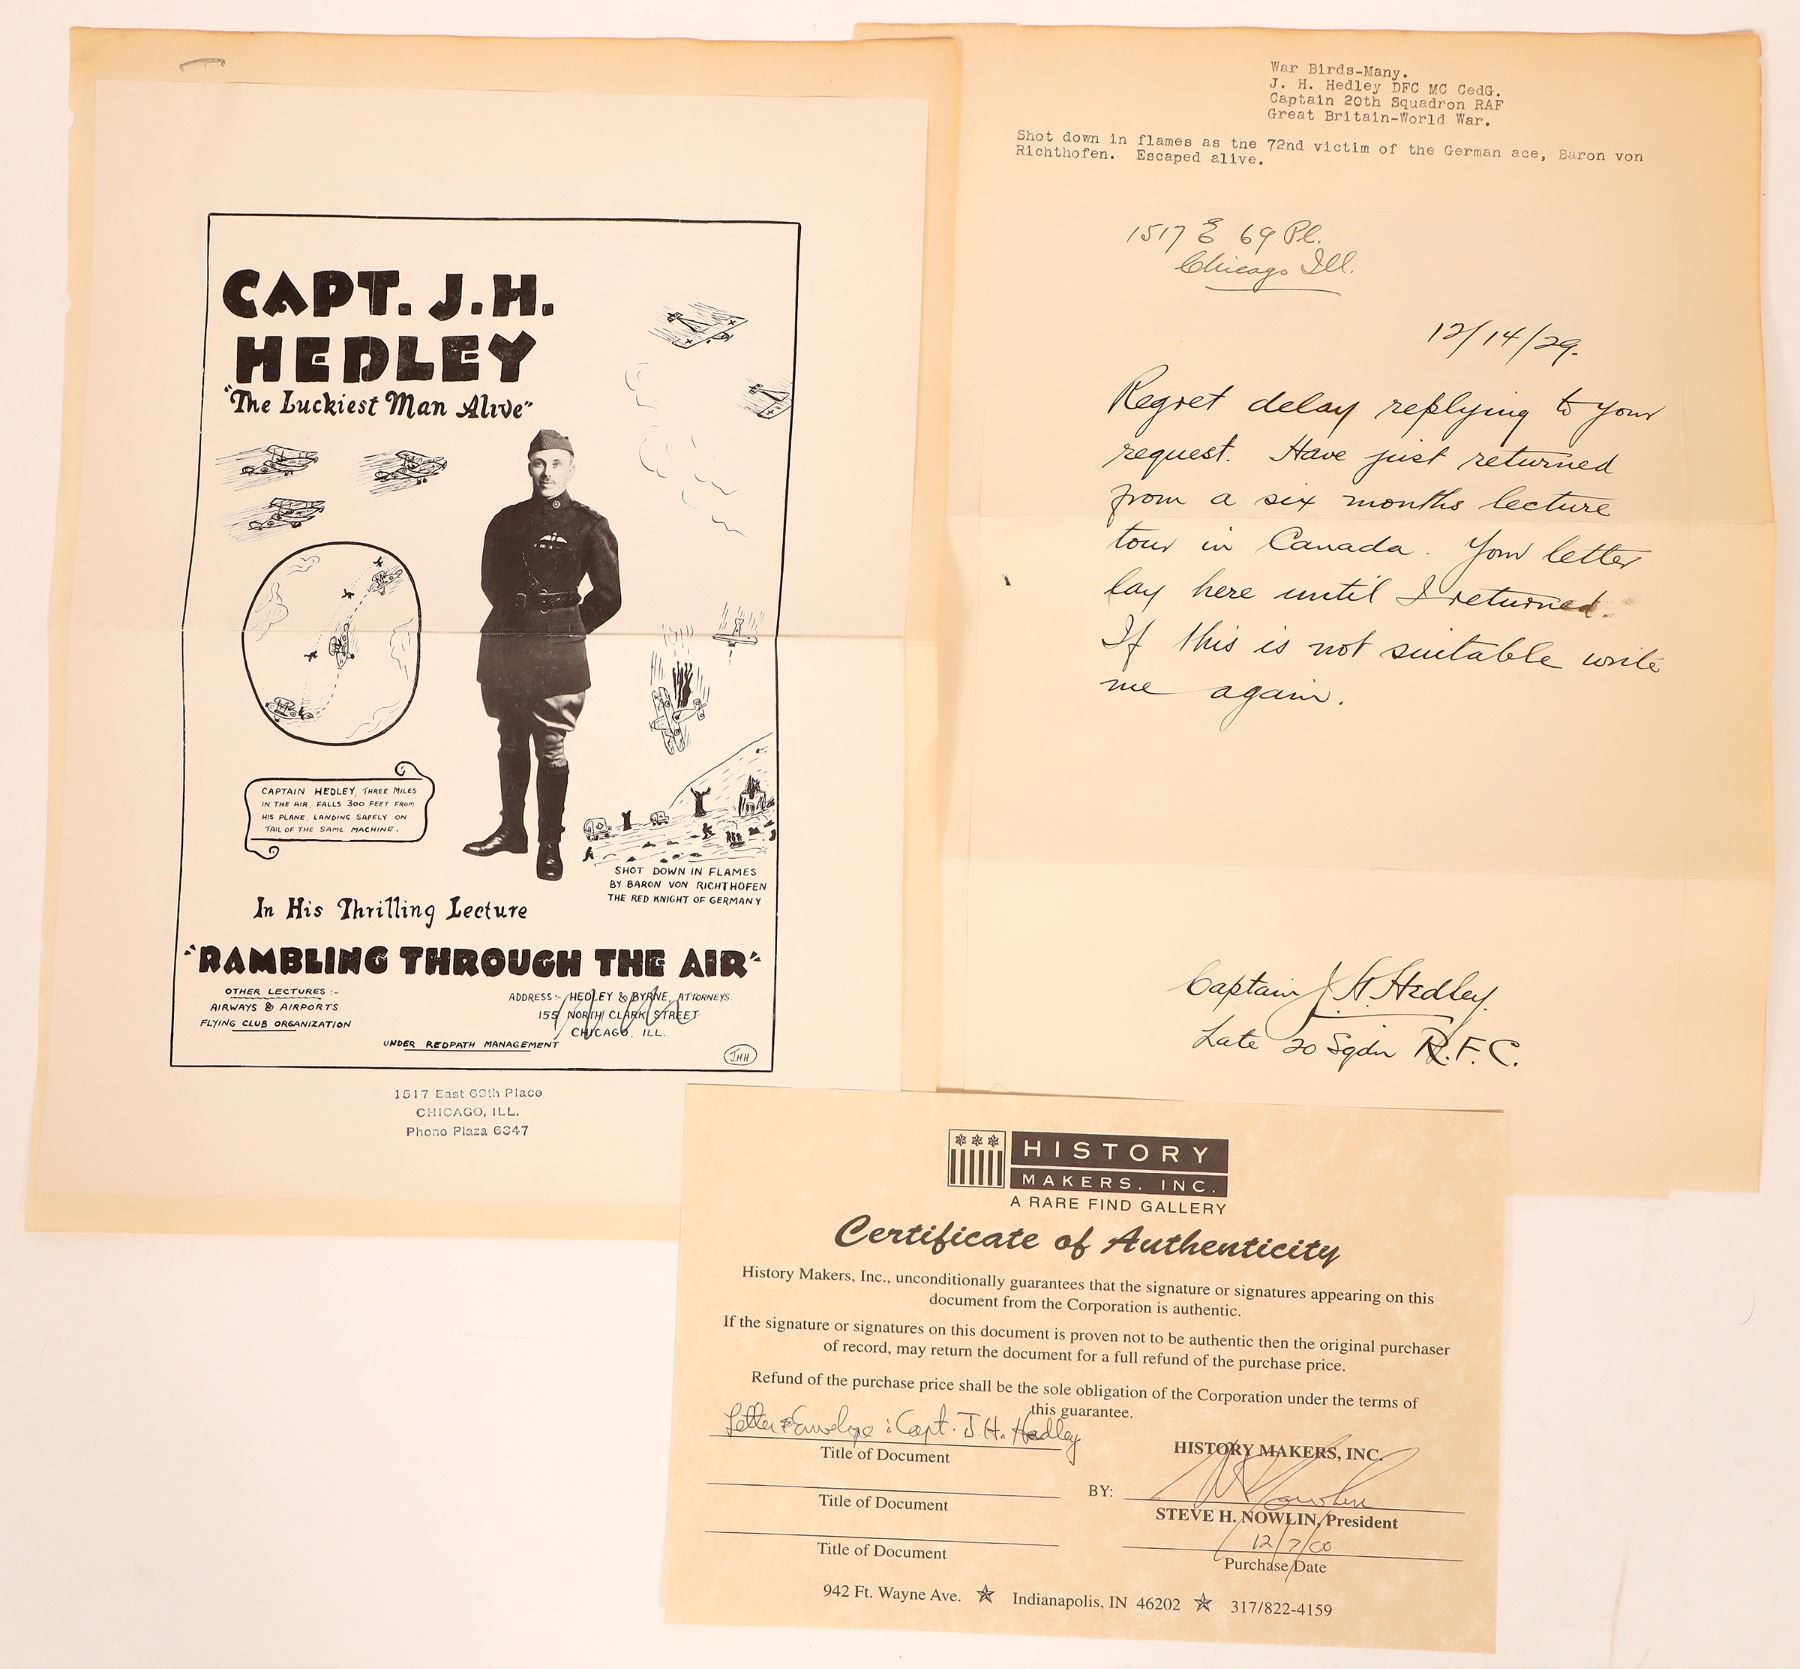 CAPT. J.H.
HEDLEY
"The Luckiest Man Alive"
CAPTAIN HEDLEY, THREE MILES
IN THE AIR, FALLS 300 FEET FROM
HIS PLANE, LANDING SAFELY ON
TAIL OF THE SAME MACHINE.
SHOT DOWN IN FLAMES
BY BARON VON RICHTHOFEN
THE RED KNIGHT OF GERMANY
In His Thrilling Lecture
"RAMBLING THROUGH THE AIR"
OTHER LECTURES:-
AIRWAYS & AIRPORTS
FLYING CLUB ORGANIZATION
ADDRESS:- HEDLEY & BYRNE, ATTORNEYS.
155 NORTH CLARK STREET
CHICAGO, ILL.
UNDER REDPATH MANAGEMENT
JHH
1517 East 69th Place
CHICAGO, ILL.
Phone Plaza 6347
War Birds-Many.
J. H. Hedley DFC MC CedG.
Captain 20th Squadron RAF
Great Britain-World War.
Shot down in flames as the 72nd victim of the German ace, Baron von
Richthofen. Escaped alive.
1517 E 69 Pl.
Chicago Ill.
12/14/29.
Regret delay replying to your
request. Have just returned
from a six months lecture
tour in Canada. Your letter
lay here until I returned.
If this is not suitable write
me again.
Captain J. H. Hedley.
Late 20 Sqdn R.F.C.
HISTORY
MAKERS, INC.
A RARE FIND GALLERY
Certificate of Authenticity
History Makers, Inc., unconditionally guarantees that the signature or signatures appearing on this
document from the Corporation is authentic.
If the signature or signatures on this document is proven not to be authentic then the original purchaser
of record, may return the document for a full refund of the purchase price.
Refund of the purchase price shall be the sole obligation of the Corporation under the terms of
this guarantee.
Letter & Envelope: Capt. J. H. Hedley
Title of Document
Title of Document
Title of Document
HISTORY MAKERS, INC.
BY:
STEVE H. NOWLIN, President
12/7/00
Purchase Date
942 Ft. Wayne Ave. Indianapolis, IN 46202 317/822-4159